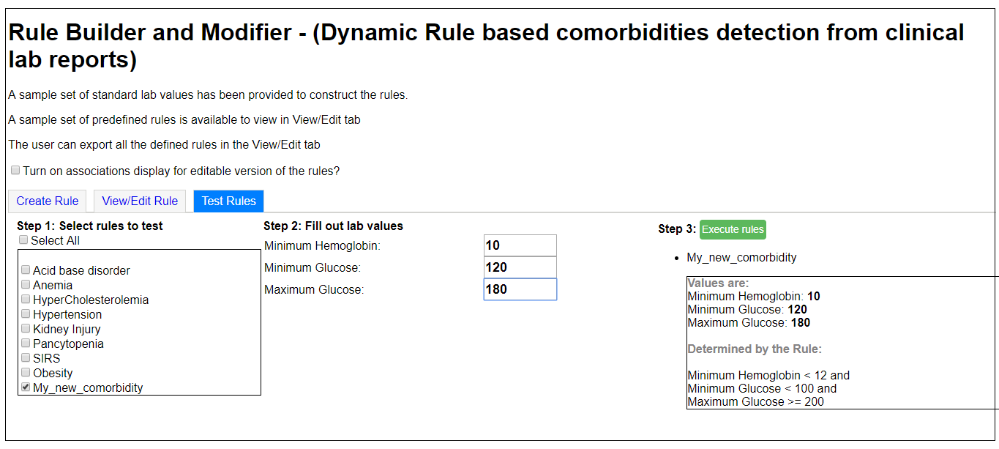 Rule Builder and Modifier - (Dynamic Rule based comorbidities detection from clinical
lab reports)
A sample set of standard lab values has been provided to construct the rules.
A sample set of predefined rules is available to view in View/Edit tab
The user can export all the defined rules in the View/Edit tab
Turn on associations display for editable version of the rules?
Create Rule View/Edit Rule Test Rules
Step 1: Select rules to test
Select All
Acid base disorder
Anemia
HyperCholesterolemia
Hypertension
Kidney Injury
Pancytopenia
SIRS
Obesity
My_new_comorbidity
Step 2: Fill out lab values
Minimum Hemoglobin: 10
Minimum Glucose: 120
Maximum Glucose: 180
Step 3: Execute rules
• My_new_comorbidity
Values are:
Minimum Hemoglobin: 10
Minimum Glucose: 120
Maximum Glucose: 180
Determined by the Rule:
Minimum Hemoglobin < 12 and
Minimum Glucose < 100 and
Maximum Glucose >= 200